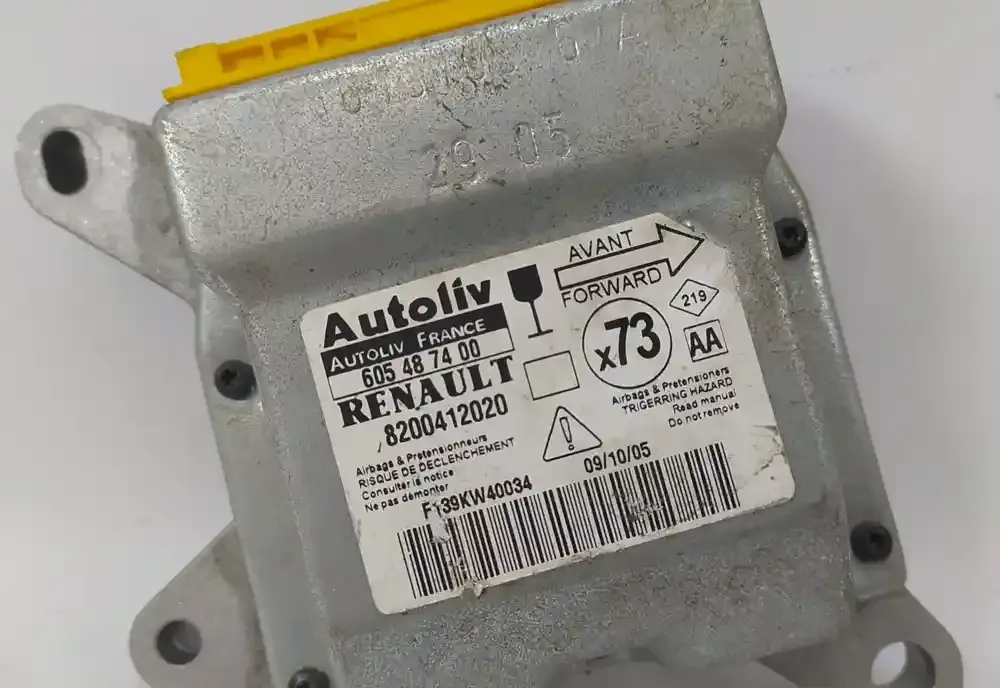 29 05
Autoliv
AUTOLIV FRANCE
605 48 74 00
RENAULT
8200412020
Airbags & Pretensionneurs
RISQUE DE DECLENCHEMENT
Consulter la notice
Ne pas démonter
AVANT
FORWARD
x73
219
AA
Airbags & Pretensioners
TRIGERRING HAZARD
Read manual
Do not remove
09/10/05
F139KW40034